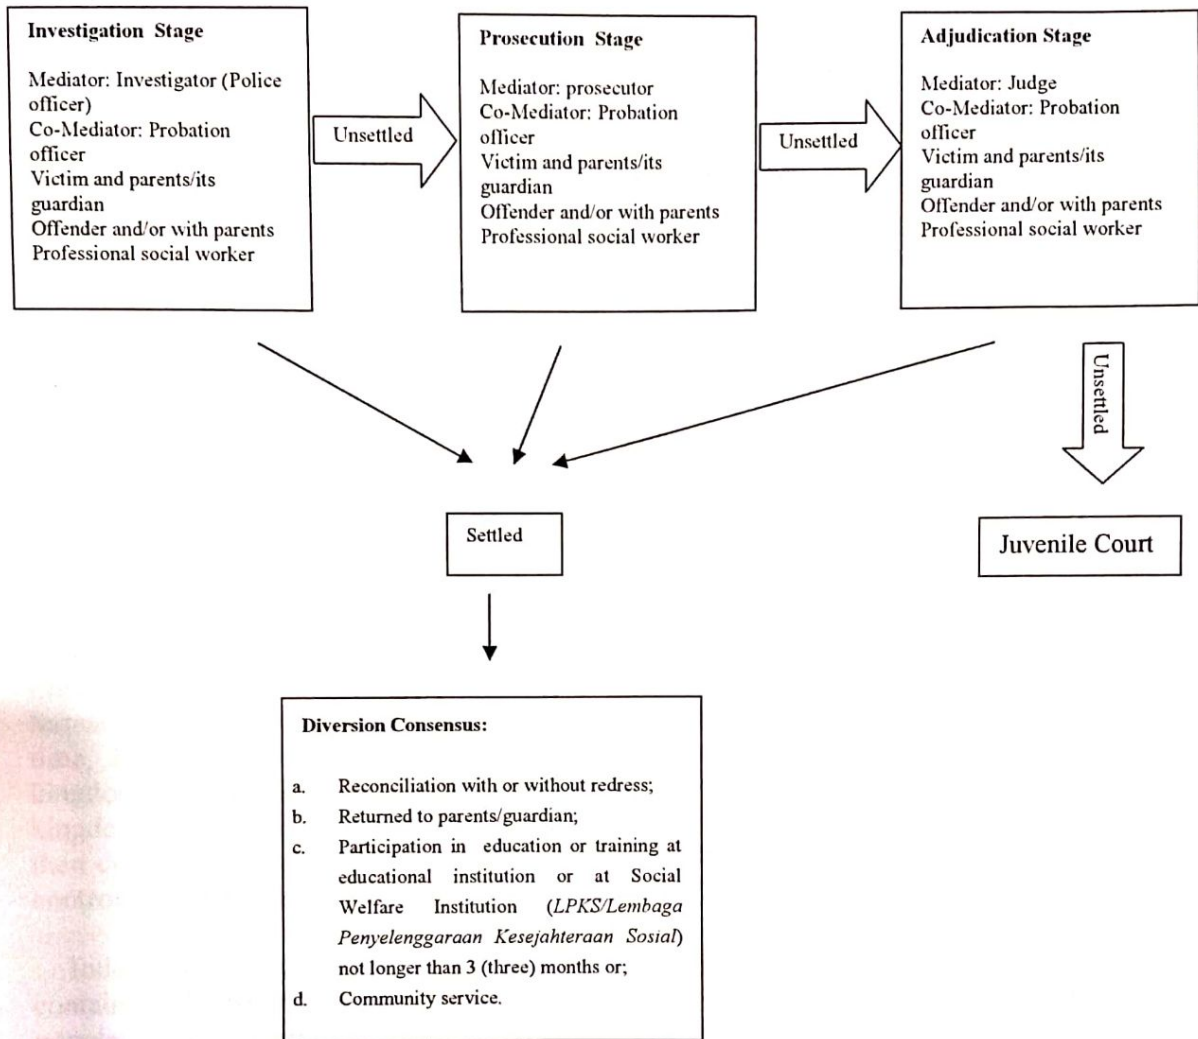 Investigation Stage
Mediator: Investigator (Police
officer)
Co-Mediator: Probation
officer
Victim and parents/its
guardian
Offender and/or with parents
Professional social worker
Unsettled
Prosecution Stage
Mediator: prosecutor
Co-Mediator: Probation
officer
Victim and parents/its
guardian
Offender and/or with parents
Professional social worker
Unsettled
Adjudication Stage
Mediator: Judge
Co-Mediator: Probation
officer
Victim and parents/its
guardian
Offender and/or with parents
Professional social worker
Unsettled
Settled
Juvenile Court
Diversion Consensus:
a. Reconciliation with or without redress;
b. Returned to parents/guardian;
c. Participation in education or training at
educational institution or at Social
Welfare Institution (LPKS/Lembaga
Penyelenggaraan Kesejahteraan Sosial)
not longer than 3 (three) months or;
d. Community service.